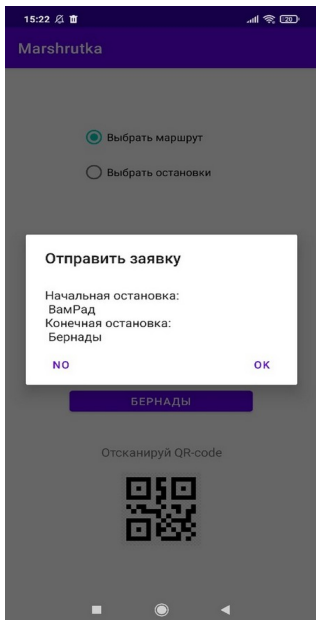 15:22 20
Marshrutka
Выбрать маршрут
Выбрать остановки
Отправить заявку
Начальная остановка:
ВамРад
Конечная остановка:
Бернады
NO OK
БЕРНАДЫ
Отсканируй QR-code